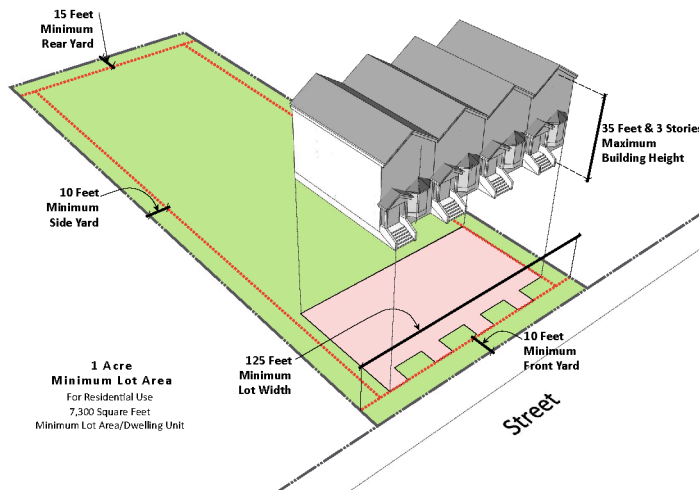 15 Feet
Minimum
Rear Yard
35 Feet & 3 Stories
Maximum
Building Height
10 Feet
Minimum
Side Yard
125 Feet
Minimum
Lot Width
10 Feet
Minimum
Front Yard
1 Acre
Minimum Lot Area
For Residential Use
7,300 Square Feet
Minimum Lot Area/Dwelling Unit
Street